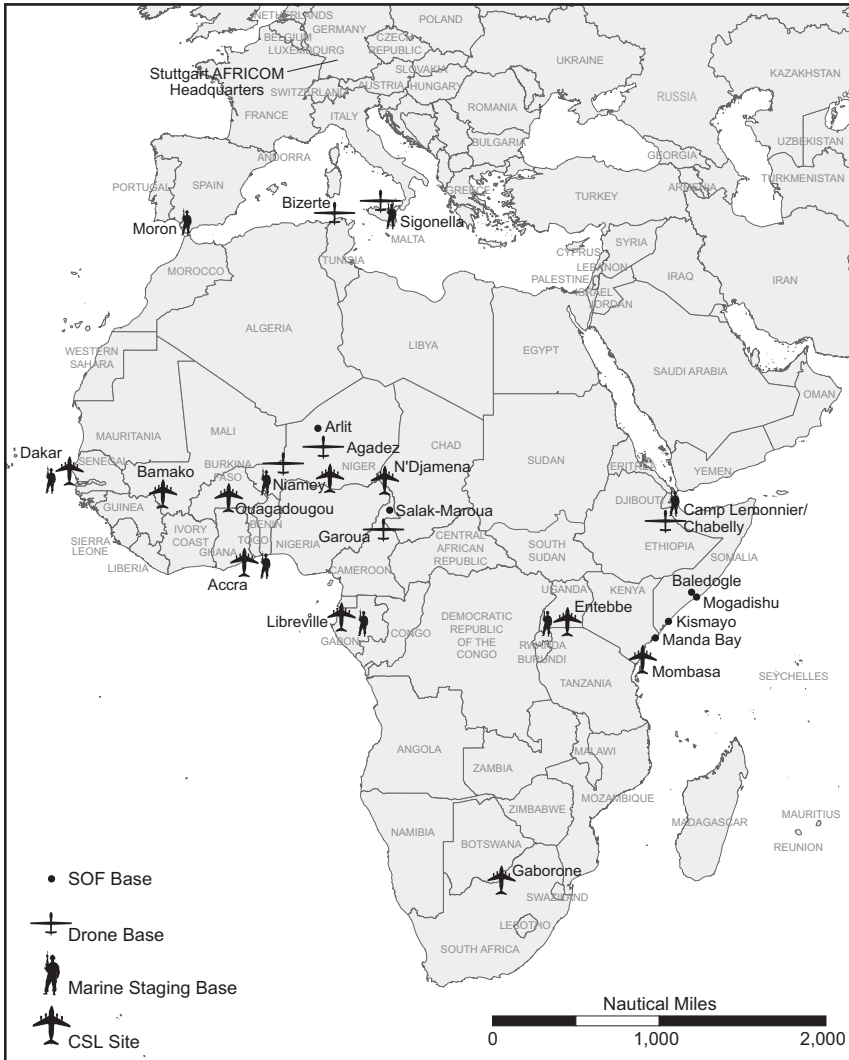 NETHERLANDS
POLAND
GERMANY
BELGIUM
CZECH
REPUBLIC
LUXEMBOURG
UKRAINE
KAZAKHSTAN
Stuttgart AFRICOM
Headquarters
SLOVAKIA
AUSTRIA
HUNGARY
SWITZERLAND
FRANCE
ITALY
ROMANIA
RUSSIA
BULGARIA
UZBEKISTAN
ANDORRA
GEORGIA
PORTUGAL
SPAIN
GREECE
TURKEY
ARMENIA
TURKMENISTAN
Bizerte
Moron
Sigonella
MALTA
TUNISIA
CYPRUS
SYRIA
LEBANON
MOROCCO
PALESTINE
IRAQ
IRAN
ISRAEL
JORDAN
ALGERIA
LIBYA
EGYPT
WESTERN
SAHARA
SAUDI ARABIA
OMAN
MAURITANIA
MALI
Arlit
Agadez
CHAD
SUDAN
Dakar
SENEGAL
Bamako
BURKINA
FASO
Niamey
NIGER
N'Djamena
ERITREA
YEMEN
GUINEA
Ouagadougou
Salak-Maroua
DJIBOUTI
Camp Lemonnier/
Chabelly
SIERRA
LEONE
IVORY
COAST
BENIN
TOGO
GHANA
NIGERIA
Garoua
CENTRAL
AFRICAN
REPUBLIC
SOUTH
SUDAN
ETHIOPIA
SOMALIA
LIBERIA
Accra
CAMEROON
UGANDA
KENYA
Baledogle
Mogadishu
Libreville
GABON
CONGO
DEMOCRATIC
REPUBLIC
OF THE
CONGO
Entebbe
Kismayo
Manda Bay
RWANDA
BURUNDI
Mombasa
TANZANIA
SEYCHELLES
ANGOLA
ZAMBIA
MALAWI
MOZAMBIQUE
ZIMBABWE
MADAGASCAR
MAURITIUS
REUNION
NAMIBIA
BOTSWANA
Gaborone
SWAZILAND
LESOTHO
SOUTH AFRICA
SOF Base
Drone Base
Marine Staging Base
CSL Site
Nautical Miles
0 1,000 2,000